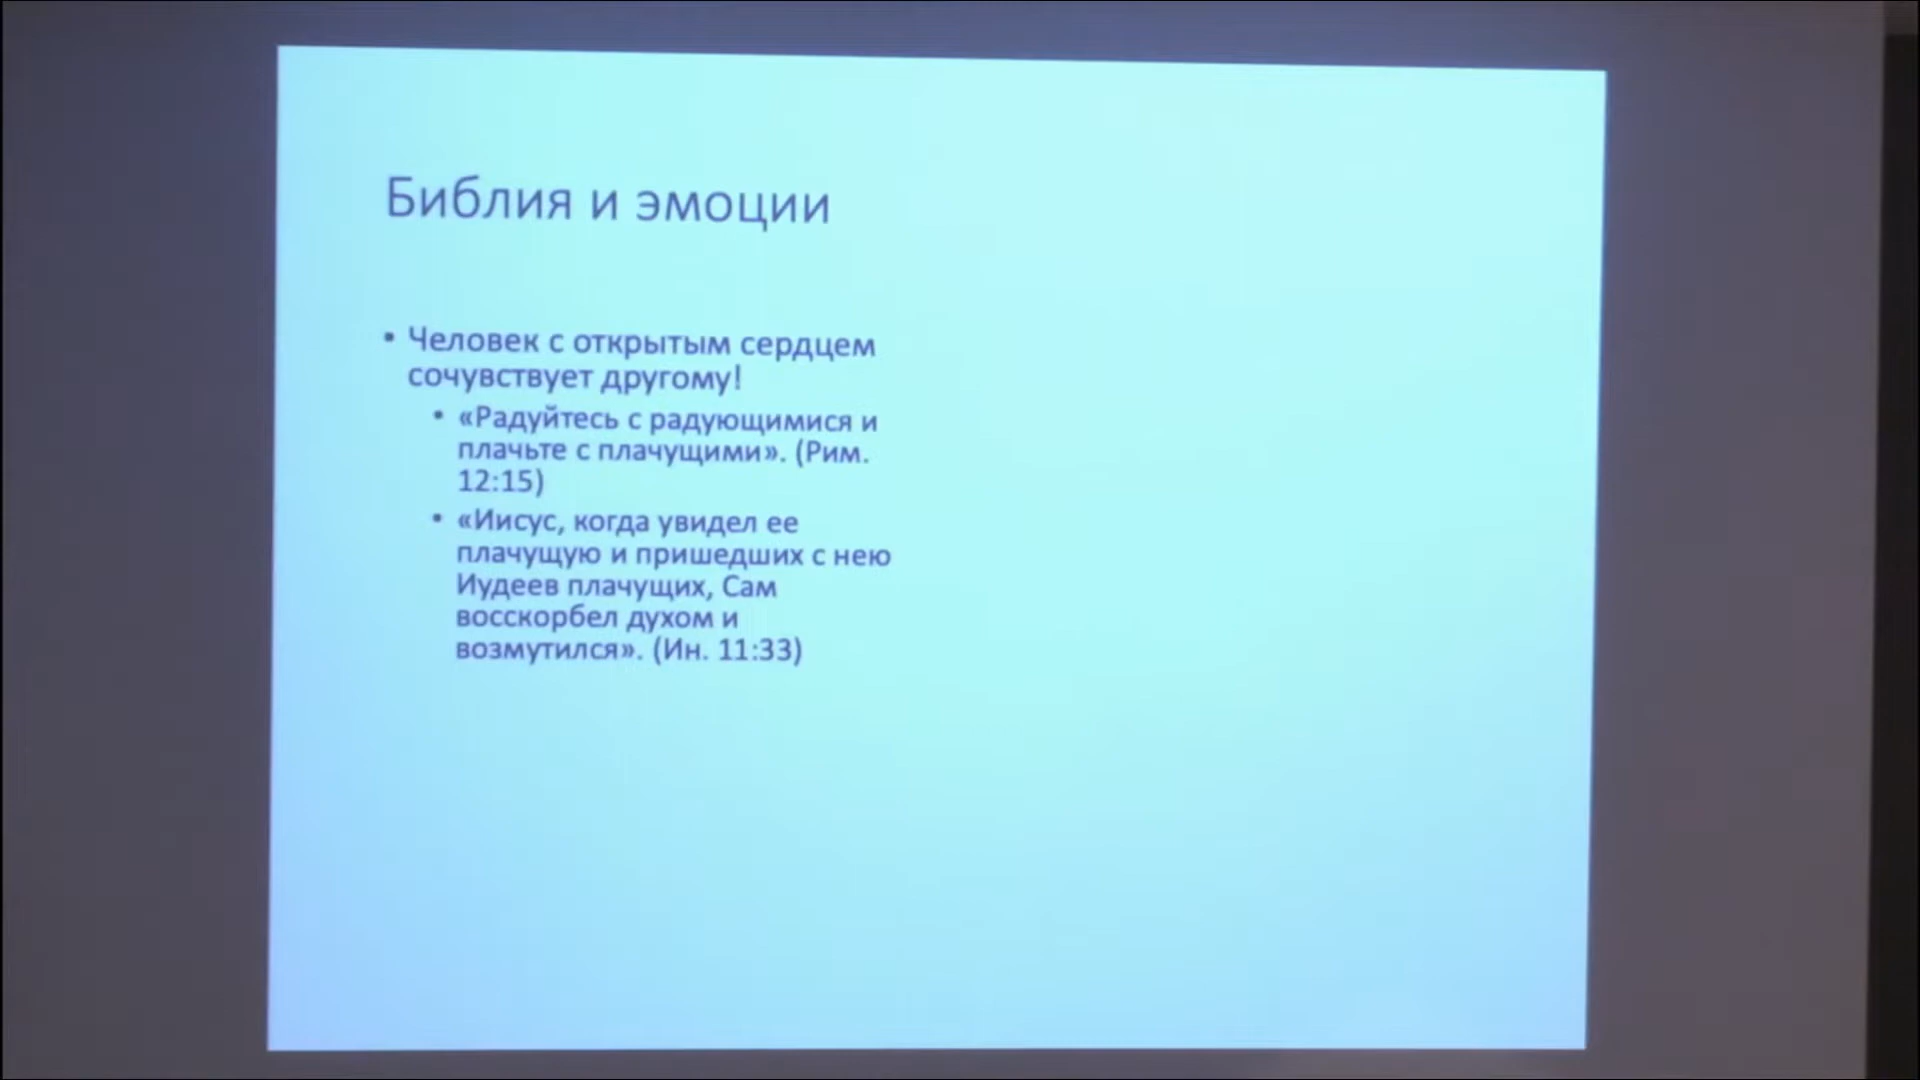 Библия и эмоции
• Человек с открытым сердцем
сочувствует другому!
• «Радуйтесь с радующимися и
плачьте с плачущими». (Рим.
12:15)
• «Иисус, когда увидел ее
плачущую и пришедших с нею
Иудеев плачущих, Сам
восскорбел духом и
возмутился». (Ин. 11:33)